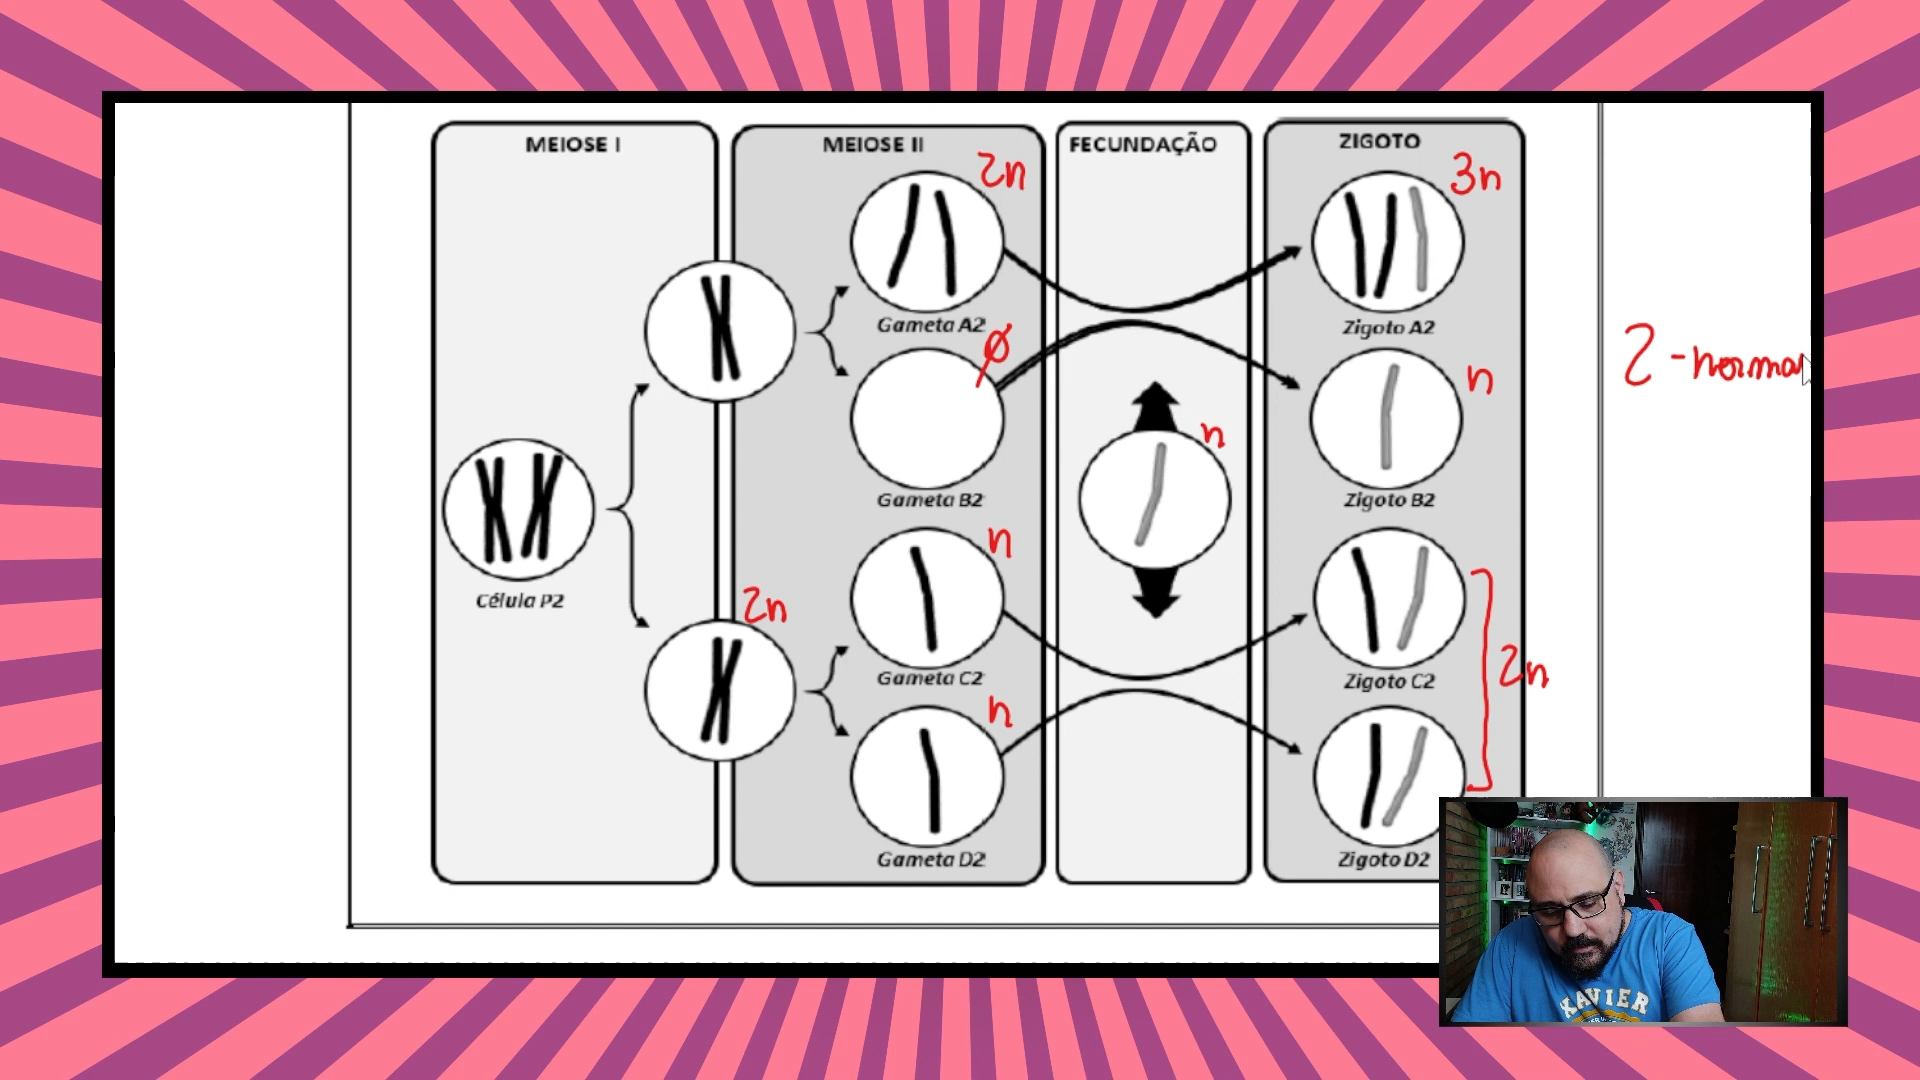 MEIOSE I
MEIOSE II
FECUNDAÇÃO
ZIGOTO
2n
3n
Gameta A2
Zigoto A2
ø
n
2 - normal
n
Gameta B2
Zigoto B2
n
Célula P2
2n
Gameta C2
Zigoto C2
2n
n
Gameta D2
Zigoto D2
XAVIER